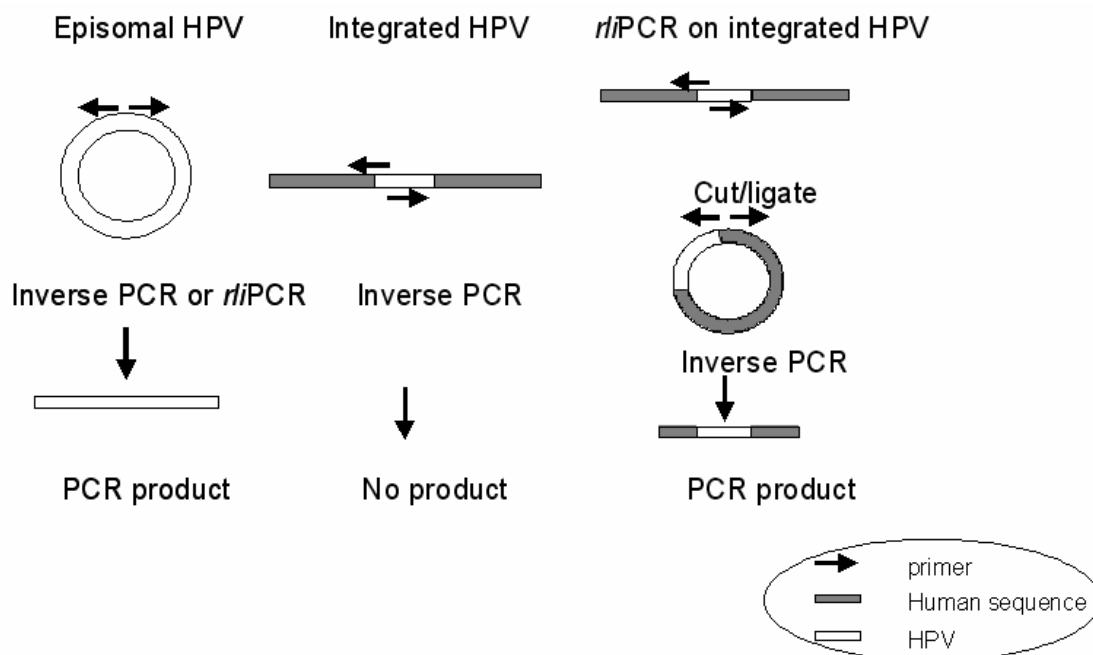 Episomal HPV
Integrated HPV
rliPCR on integrated HPV
Cut/ligate
Inverse PCR or rliPCR
Inverse PCR
Inverse PCR
PCR product
No product
PCR product
primer
Human sequence
HPV